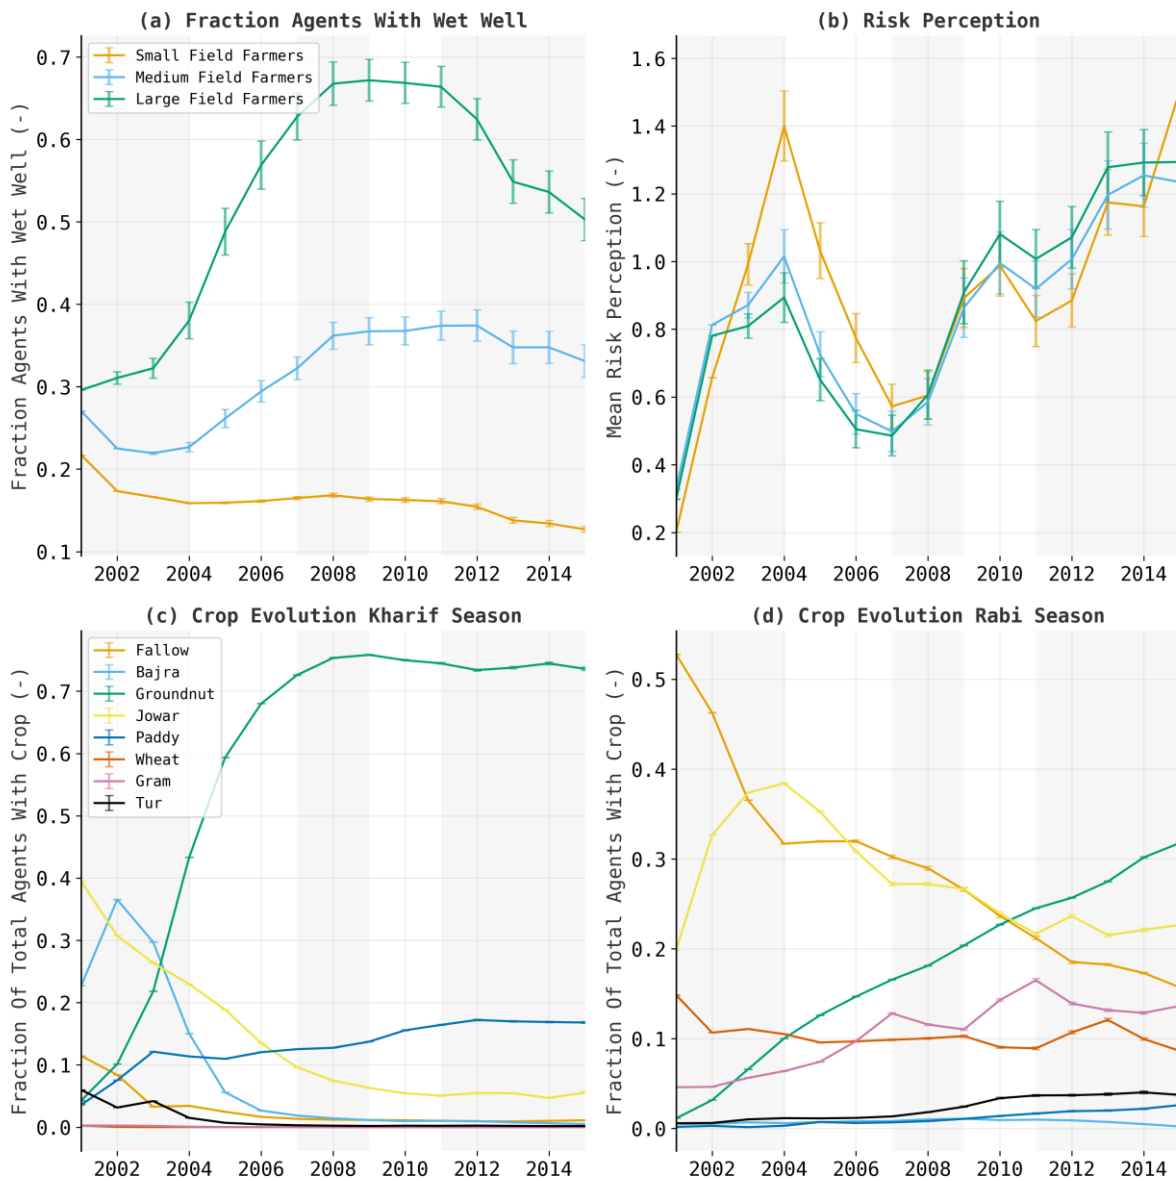 (a) Fraction Agents With Wet Well
Fraction Agents With Wet Well (-)
0.7
0.6
0.5
0.4
0.3
0.2
0.1
Small Field Farmers
Medium Field Farmers
Large Field Farmers
2002 2004 2006 2008 2010 2012 2014
(b) Risk Perception
Mean Risk Perception (-)
1.6
1.4
1.2
1.0
0.8
0.6
0.4
0.2
2002 2004 2006 2008 2010 2012 2014
(c) Crop Evolution Kharif Season
Fraction Of Total Agents With Crop (-)
0.7
0.6
0.5
0.4
0.3
0.2
0.1
0.0
Fallow
Bajra
Groundnut
Jowar
Paddy
Wheat
Gram
Tur
2002 2004 2006 2008 2010 2012 2014
(d) Crop Evolution Rabi Season
Fraction Of Total Agents With Crop (-)
0.5
0.4
0.3
0.2
0.1
0.0
2002 2004 2006 2008 2010 2012 2014